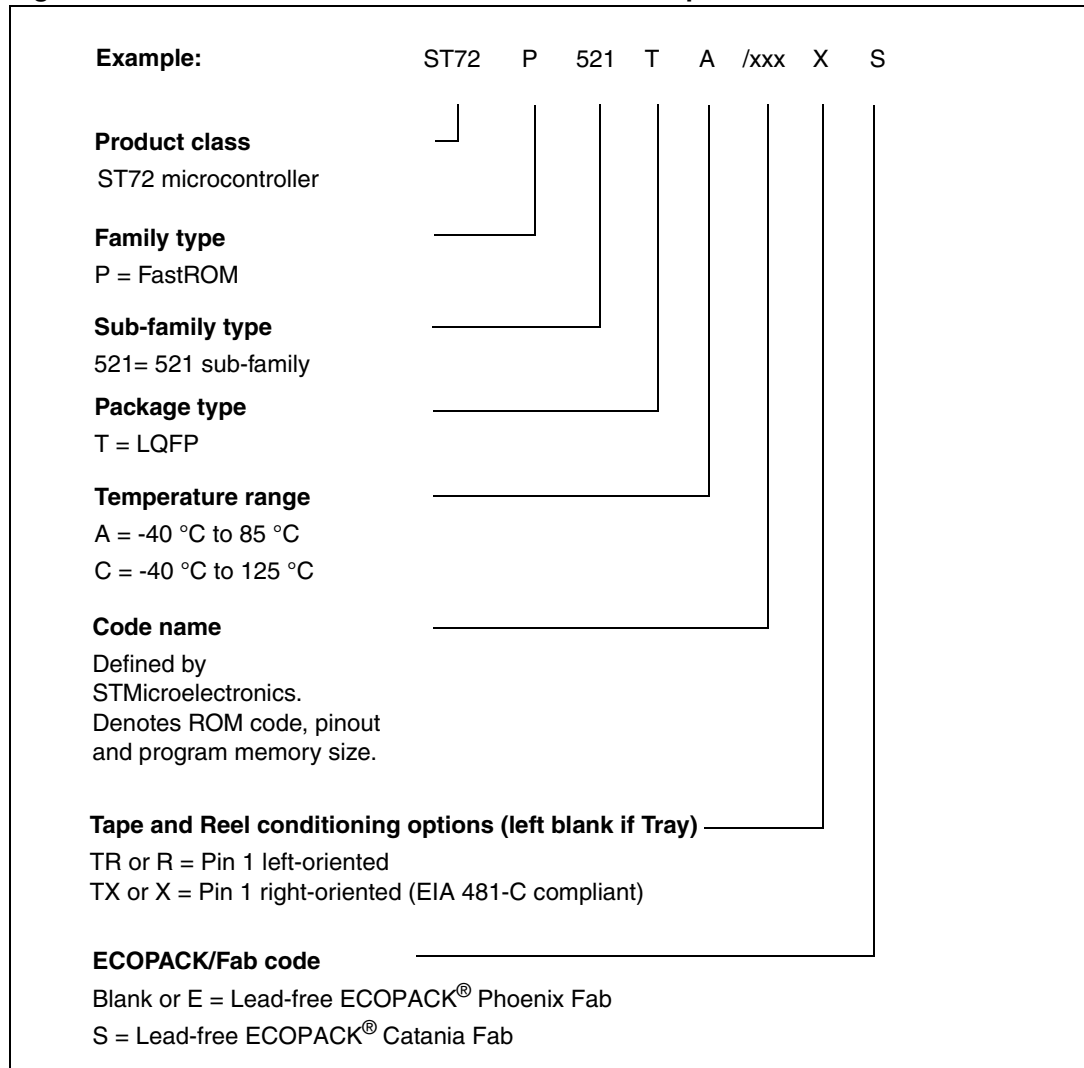 Example: ST72 P 521 T A /xxx X S
Product class
ST72 microcontroller
Family type
P = FastROM
Sub-family type
521= 521 sub-family
Package type
T = LQFP
Temperature range
A = -40 °C to 85 °C
C = -40 °C to 125 °C
Code name
Defined by
STMicroelectronics.
Denotes ROM code, pinout
and program memory size.
Tape and Reel conditioning options (left blank if Tray)
TR or R = Pin 1 left-oriented
TX or X = Pin 1 right-oriented (EIA 481-C compliant)
ECOPACK/Fab code
Blank or E = Lead-free ECOPACK® Phoenix Fab
S = Lead-free ECOPACK® Catania Fab